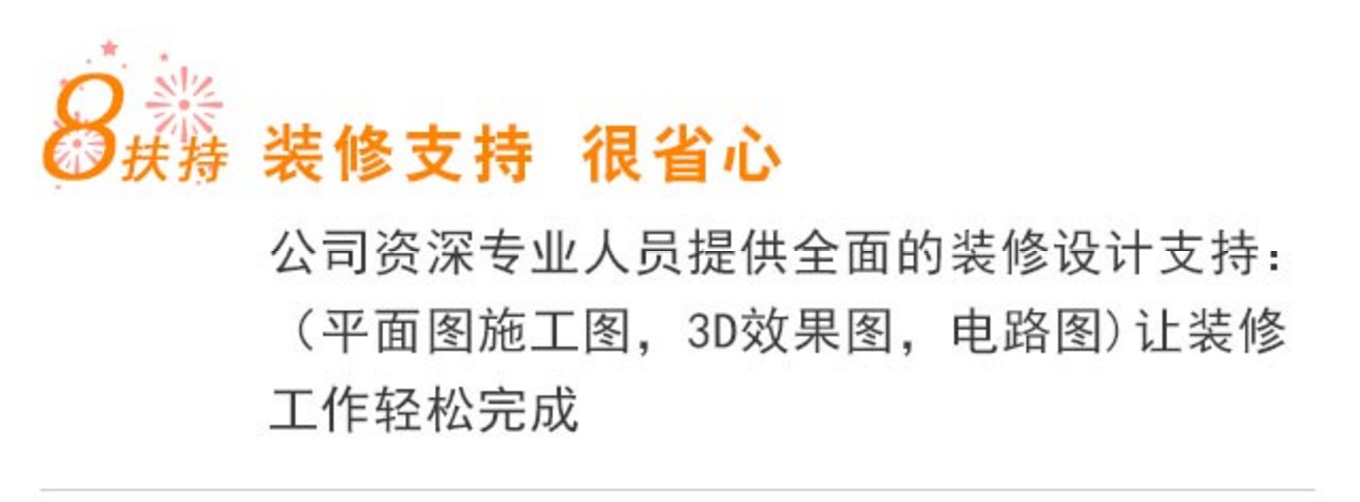 8扶持 装修支持 很省心
公司资深专业人员提供全面的装修设计支持：
（平面图施工图，3D效果图，电路图)让装修
工作轻松完成